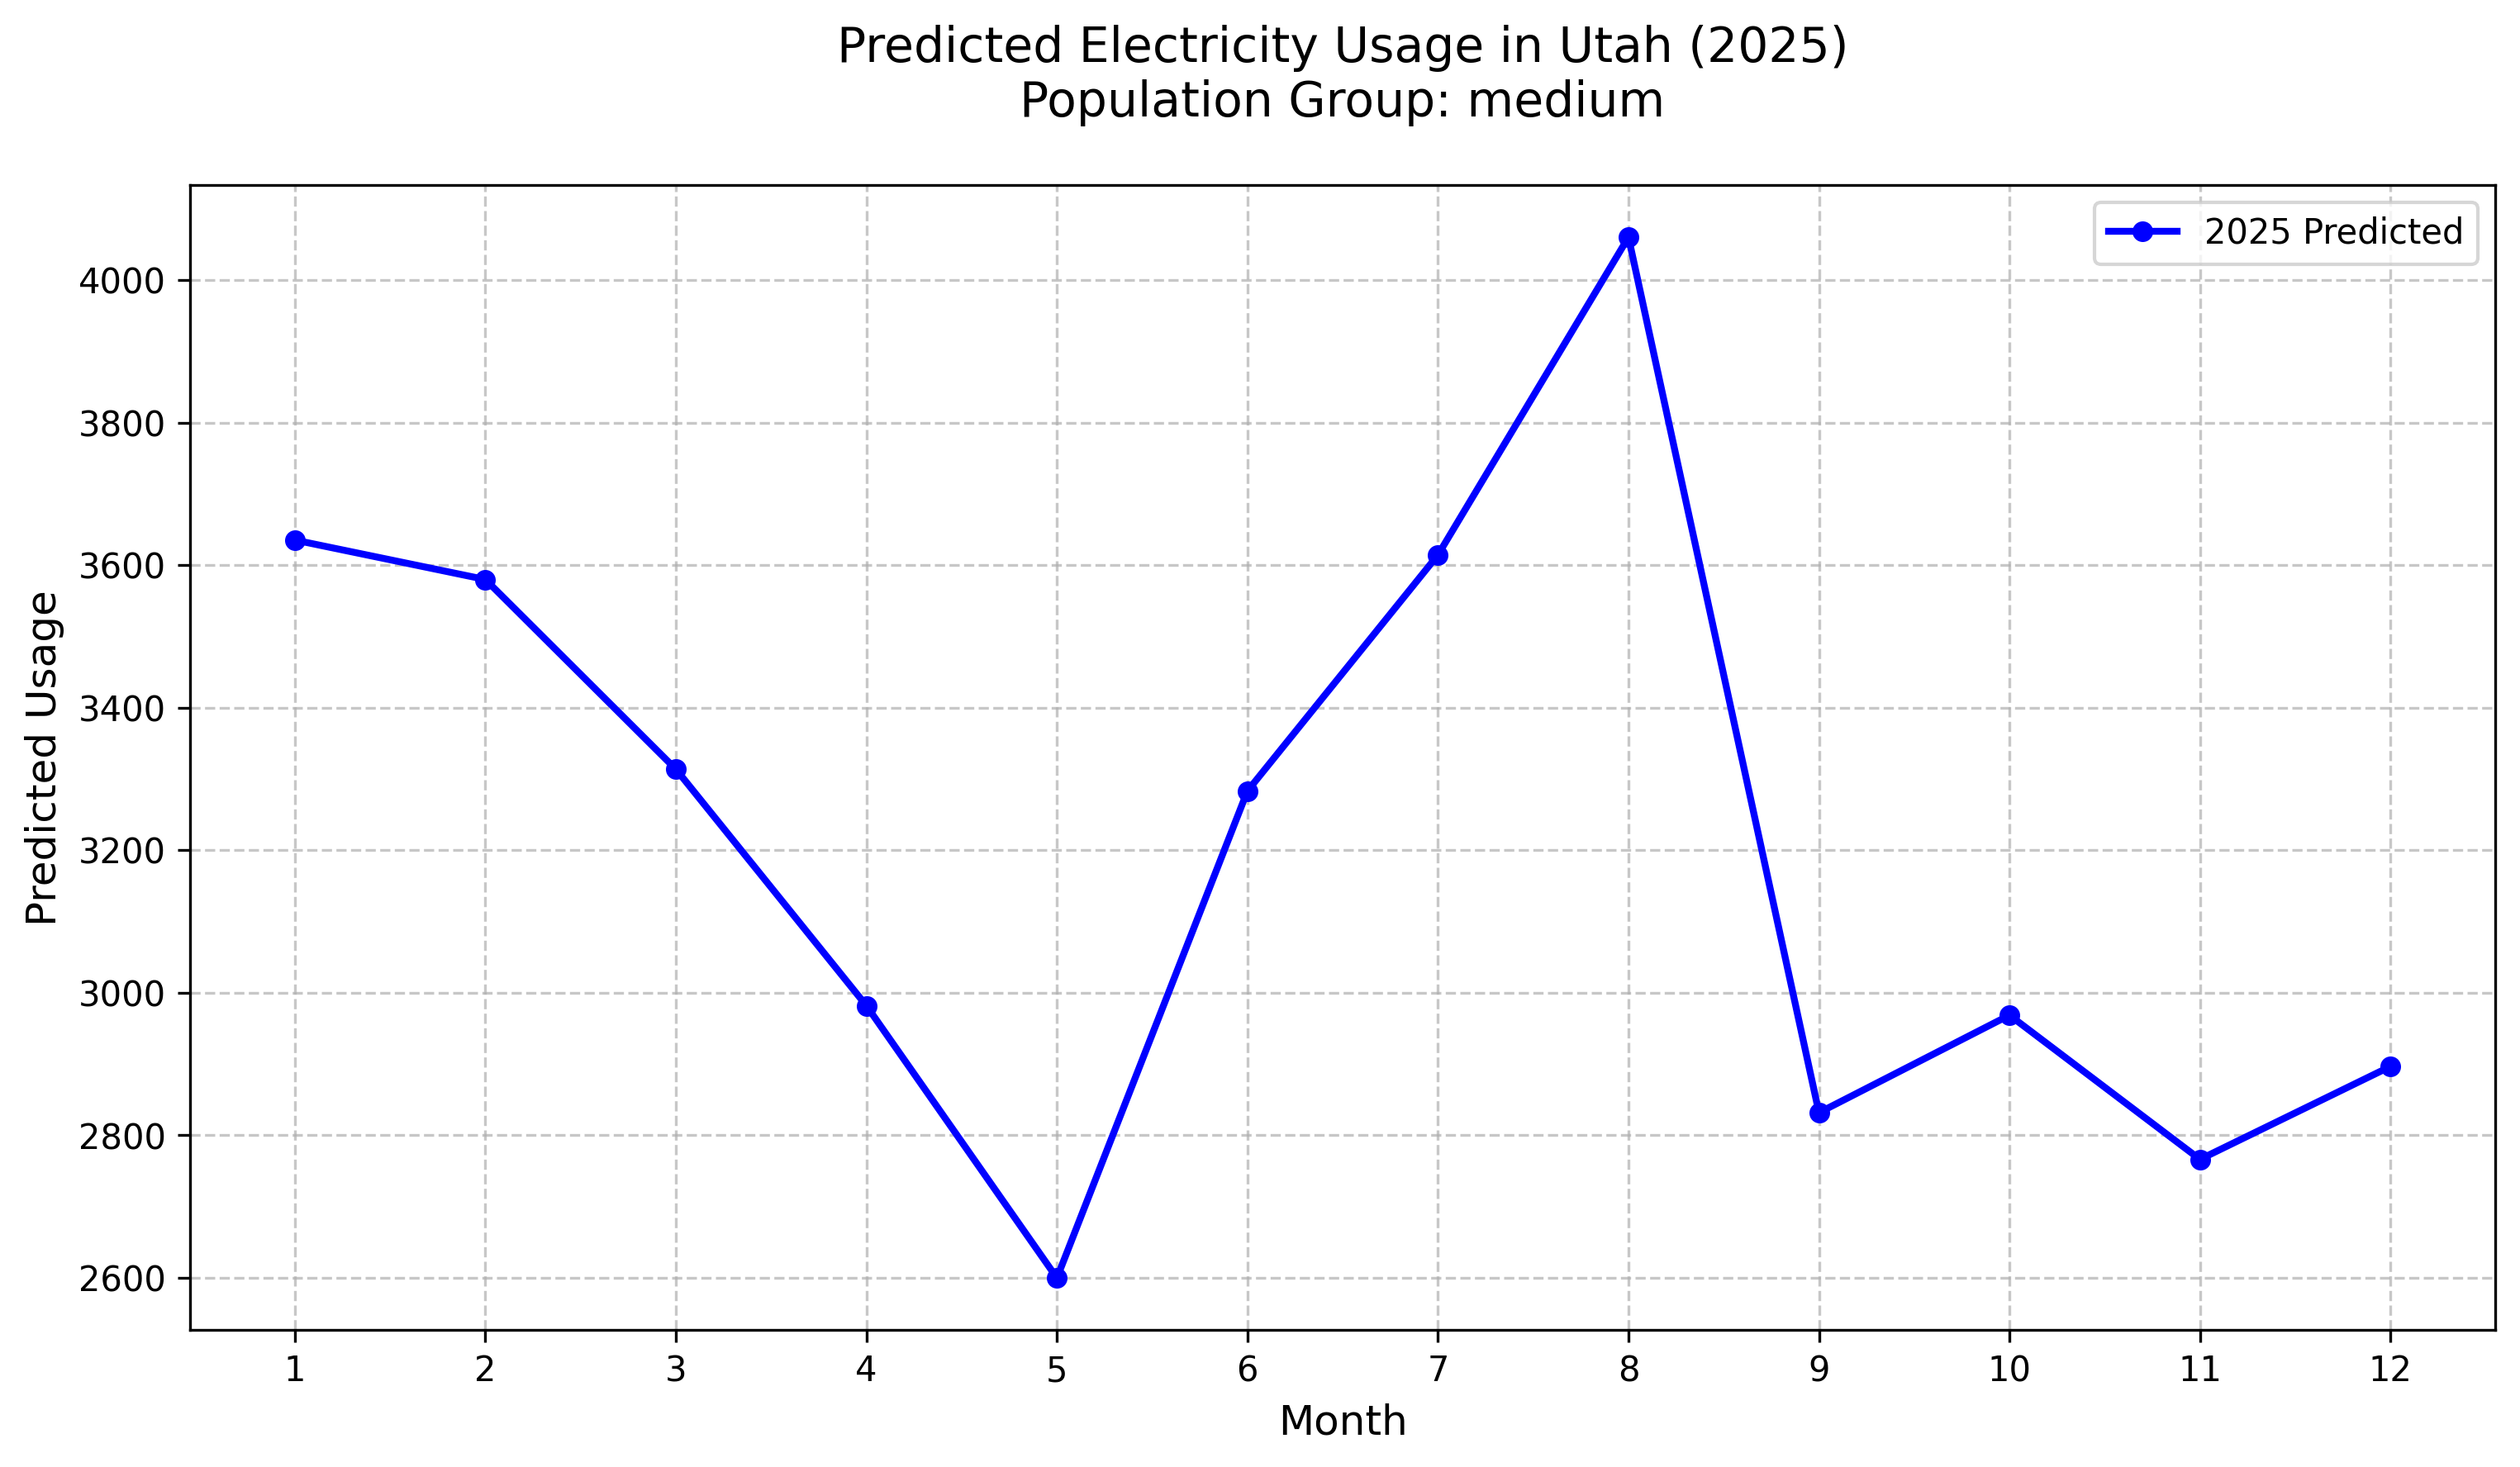 Predicted Electricity Usage in Utah (2025)
Population Group: medium
2025 Predicted
4000
3800
3600
3400
3200
3000
2800
2600
Predicted Usage
1 2 3 4 5 6 7 8 9 10 11 12
Month